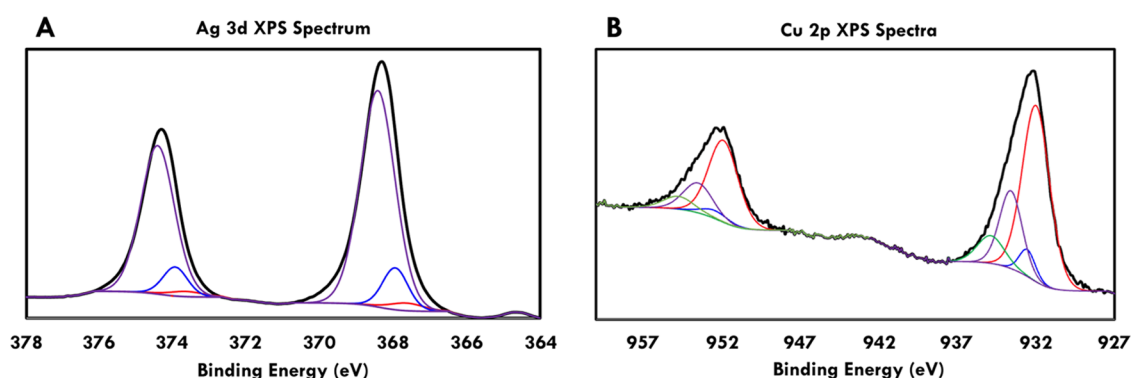 A
Ag 3d XPS Spectrum
378 376 374 372 370 368 366 364
Binding Energy (eV)
B
Cu 2p XPS Spectra
957 952 947 942 937 932 927
Binding Energy (eV)